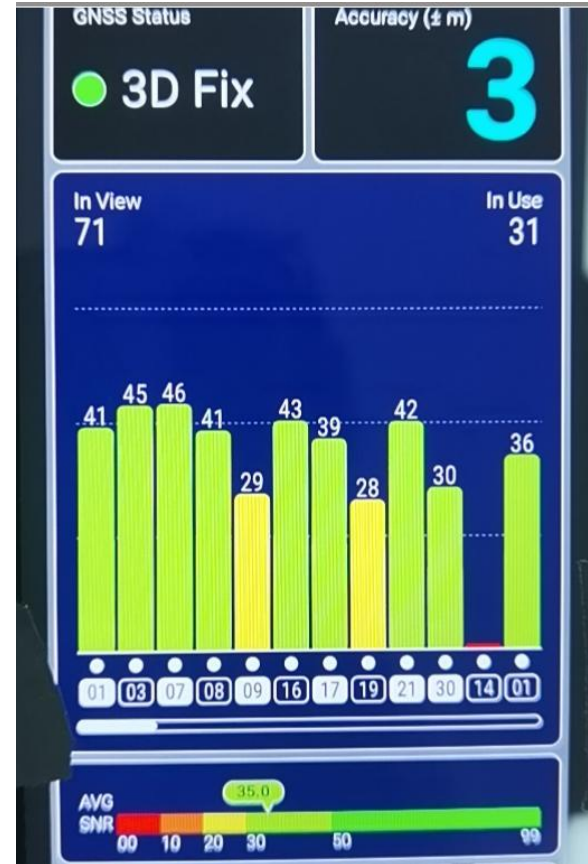 GNSS Status
3D Fix
Accuracy (± m)
3
In View
71
In Use
31
41 45 46 41 29 43 39 28 42 30 36
01 03 07 08 09 16 17 19 21 30 14 01
35.0
AVG
SNR
00 10 20 30 50 99